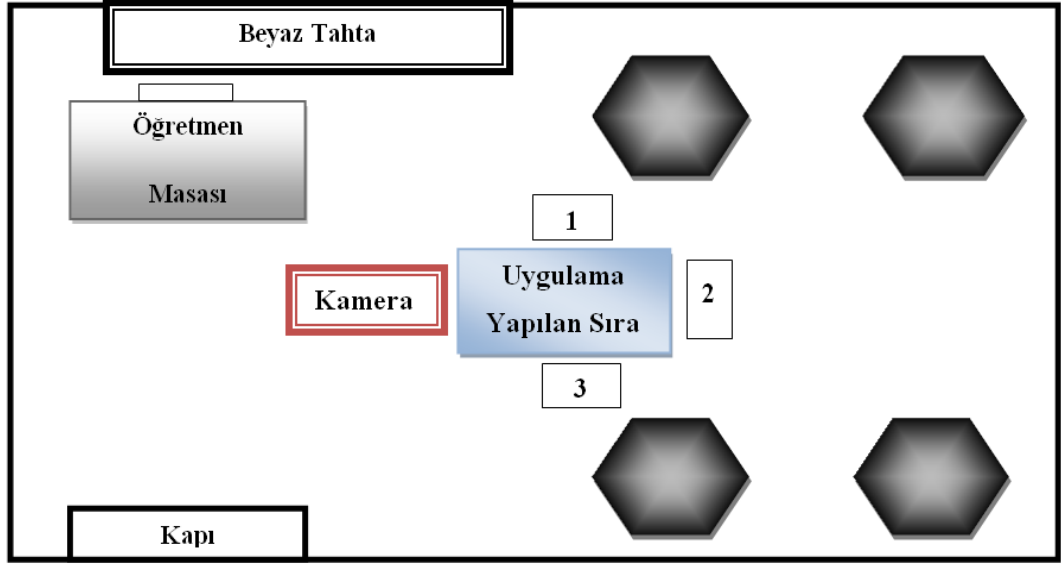 Beyaz Tahta
Öğretmen
Masası
1
Uygulama
Yapılan Sıra
Kamera
2
3
Kapı